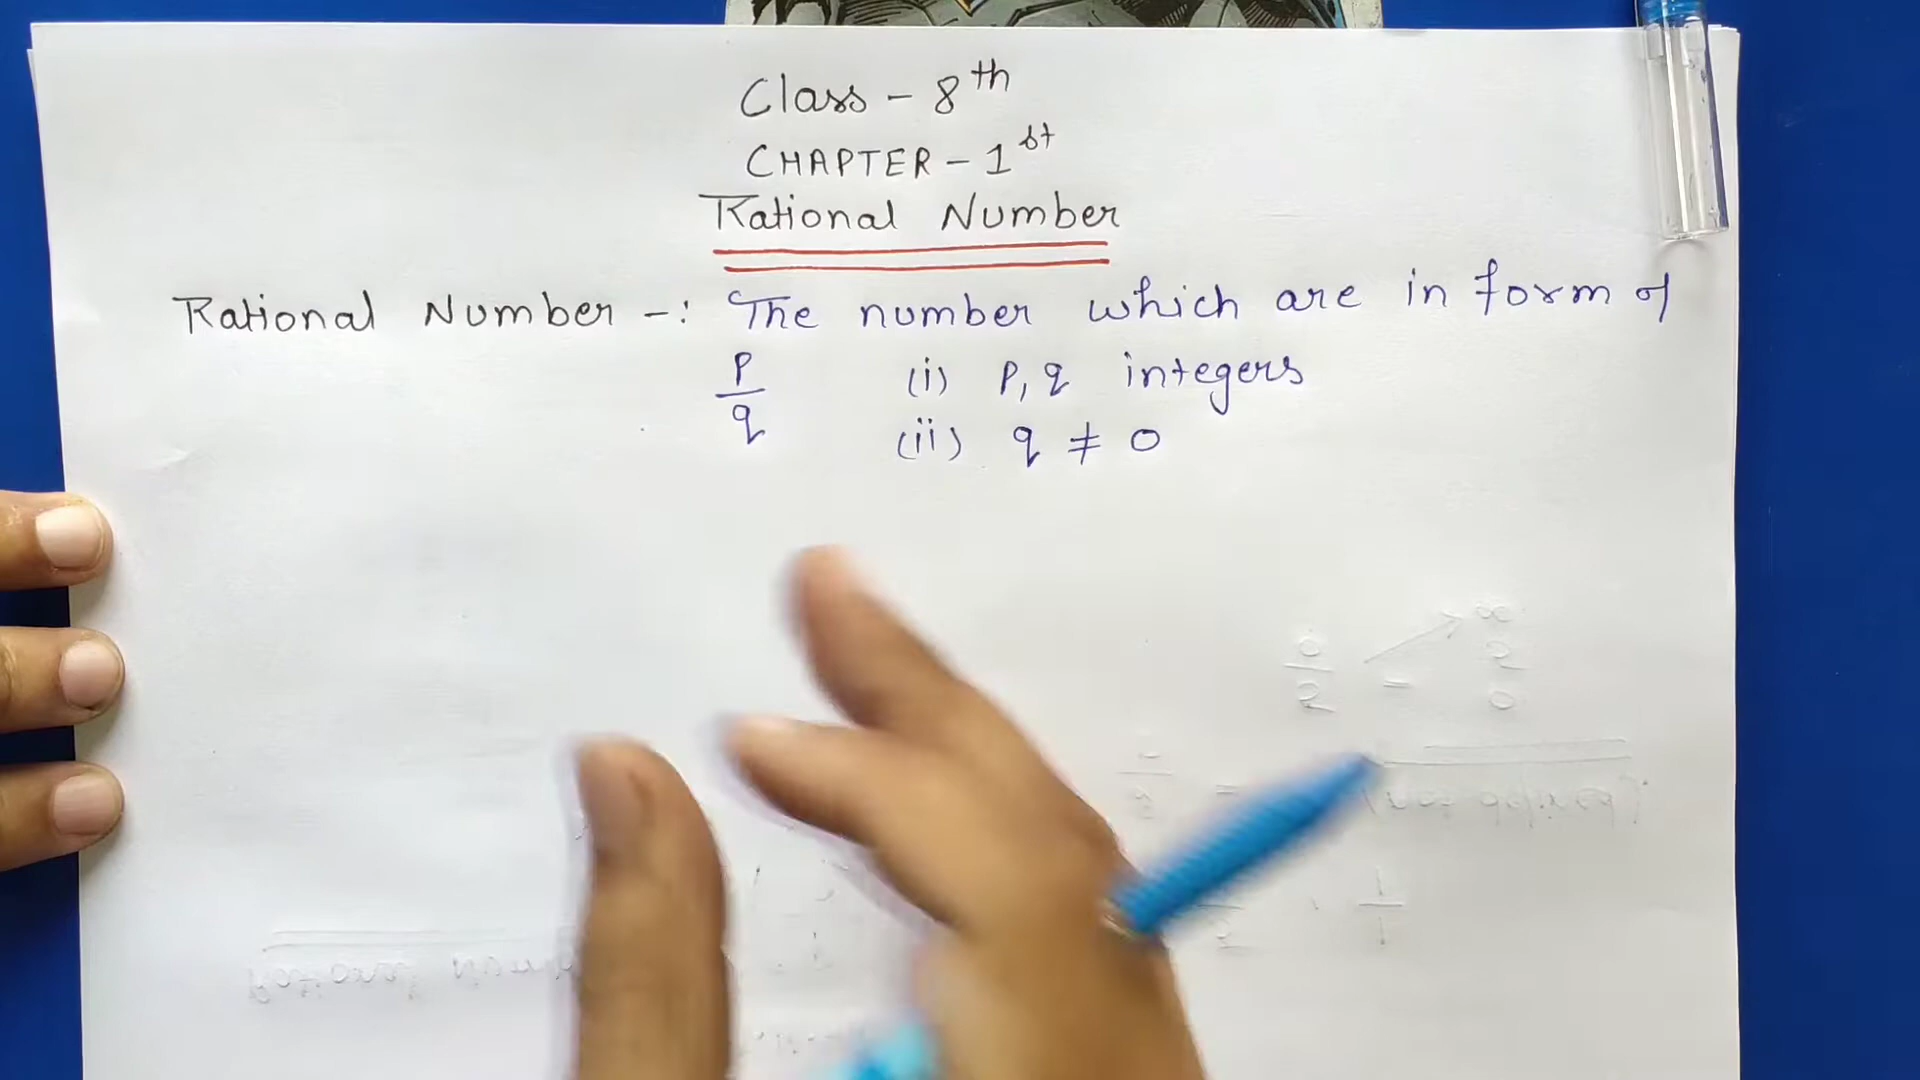 Class - 8th
CHAPTER - 1st
Rational Number
Rational Number -: The number which are in form of
p/q (i) p, q integers
(ii) q ≠ 0